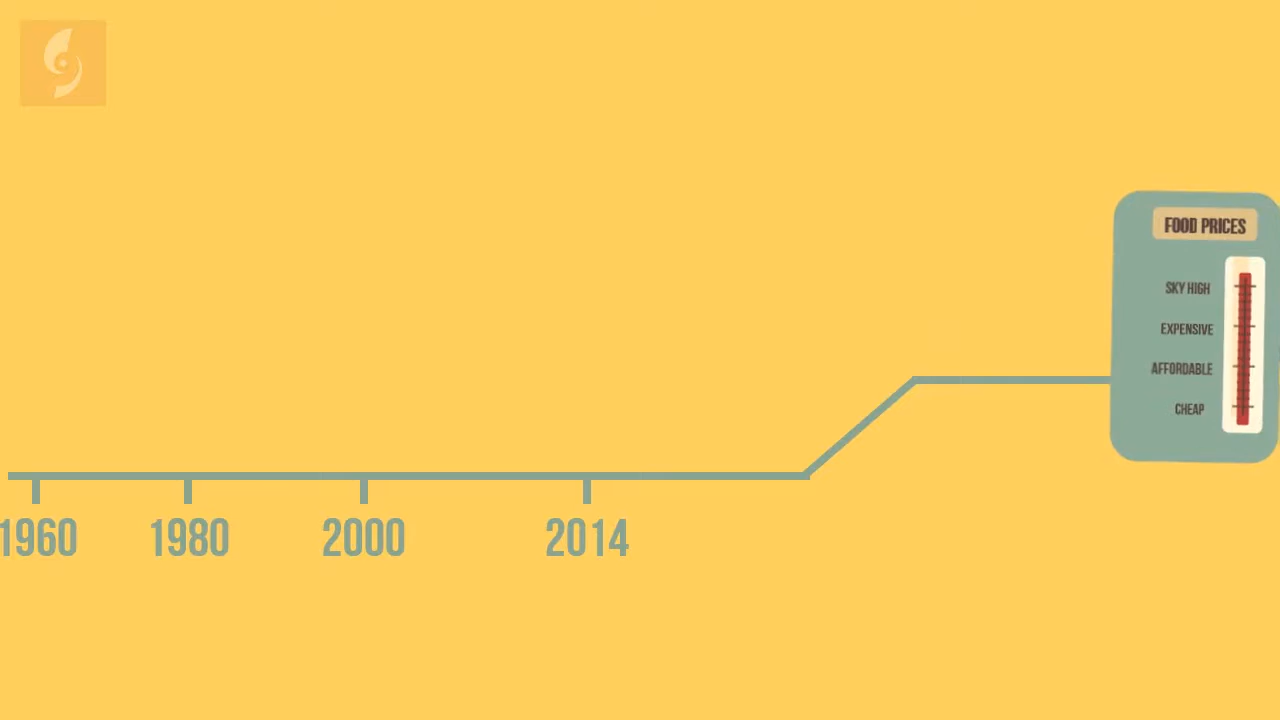 FOOD PRICES
SKY HIGH
EXPENSIVE
AFFORDABLE
CHEAP
1960 1980 2000 2014